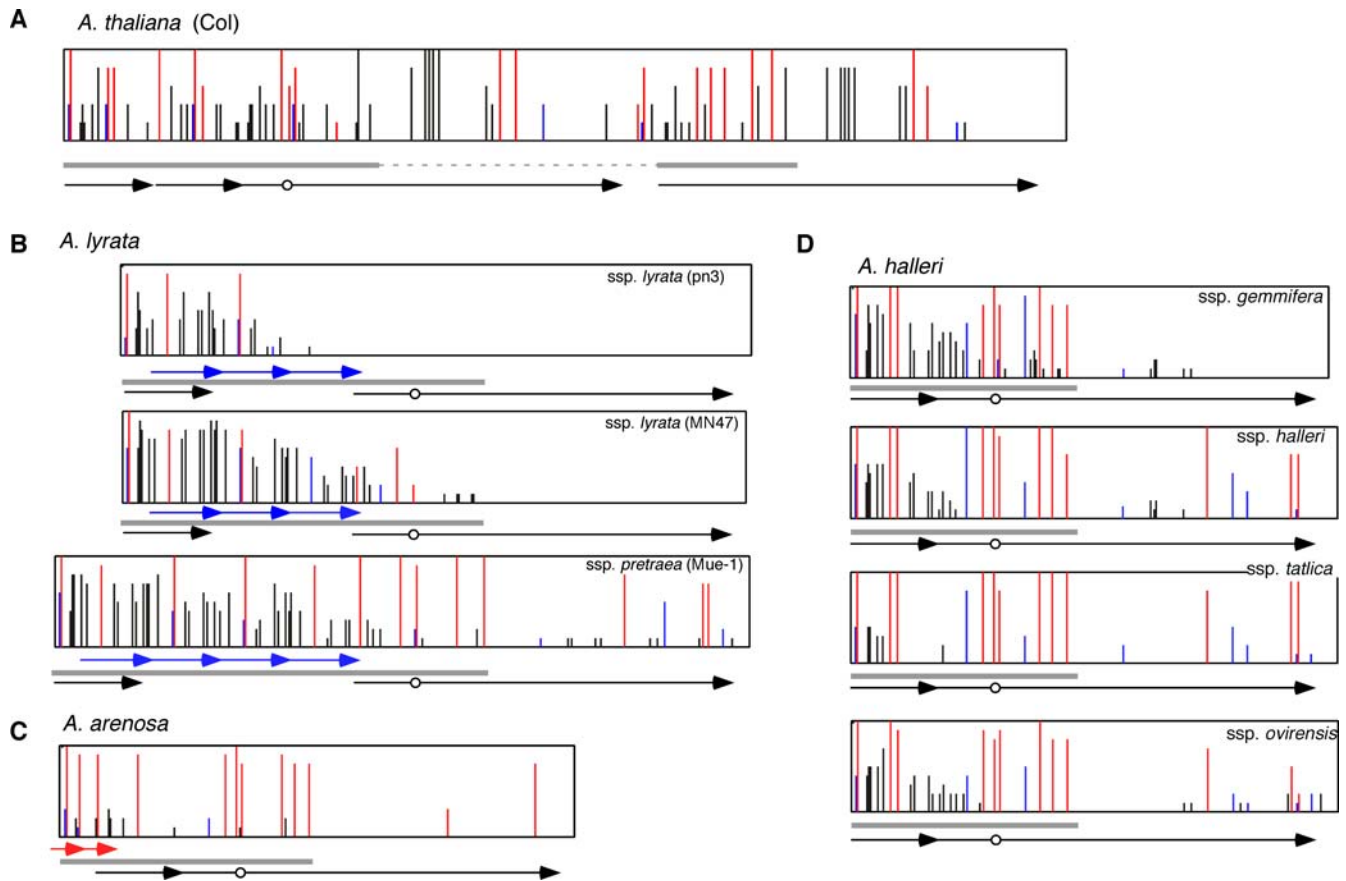 A
A. thaliana (Col)
B
A. lyrata
ssp. lyrata (pn3)
ssp. lyrata (MN47)
ssp. pretraea (Mue-1)
C
A. arenosa
D
A. halleri
ssp. gemmifera
ssp. halleri
ssp. tatlica
ssp. ovirensis